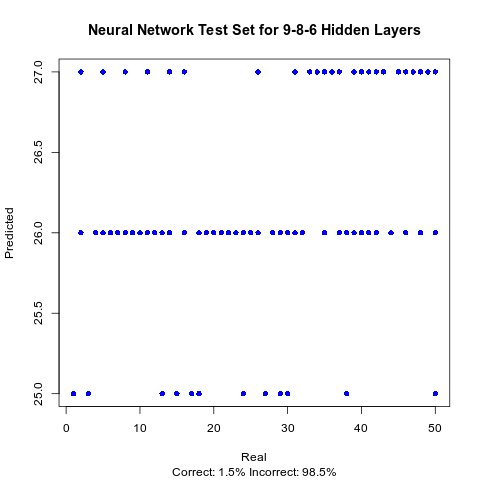 Neural Network Test Set for 9-8-6 Hidden Layers
27.0
26.5
26.0
25.5
25.0
Predicted
0 10 20 30 40 50
Real
Correct: 1.5% Incorrect: 98.5%